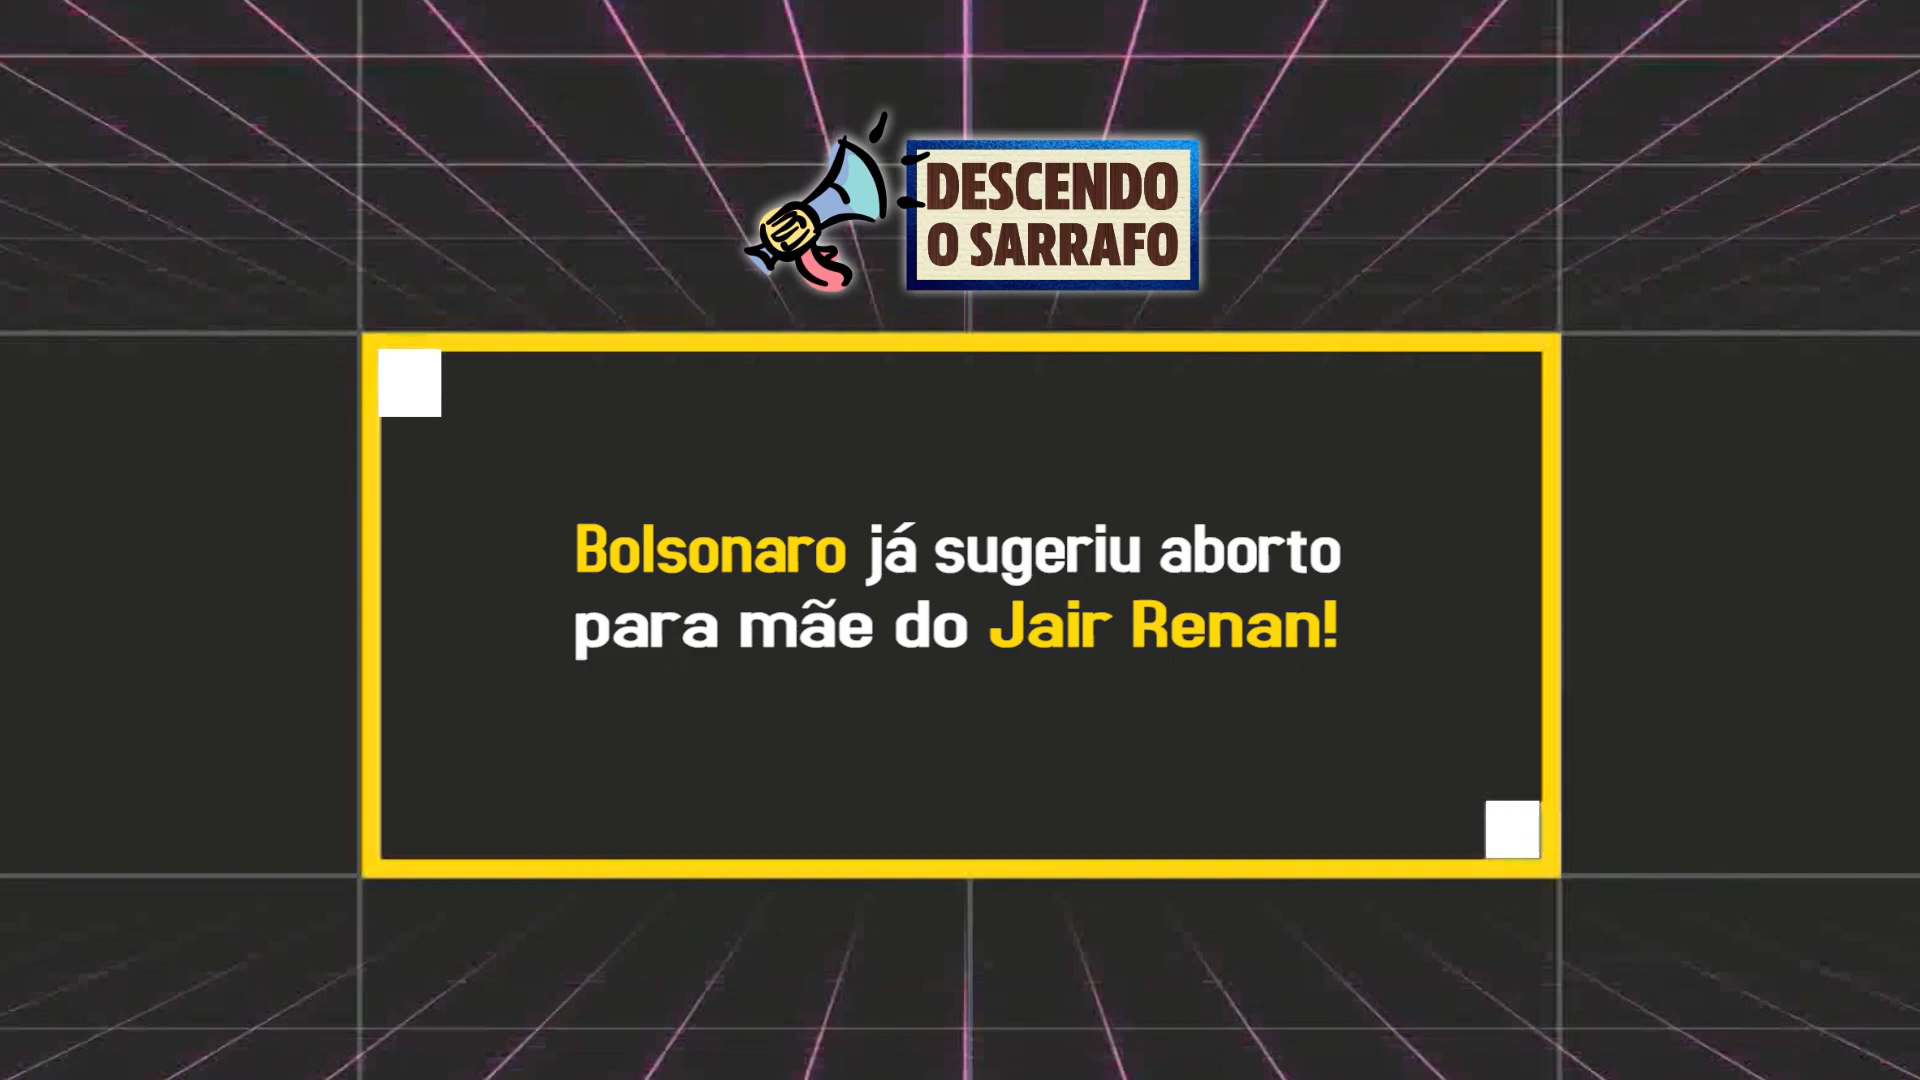 DESCENDO
O SARRAFO
Bolsonaro já sugeriu aborto
para mãe do Jair Renan!